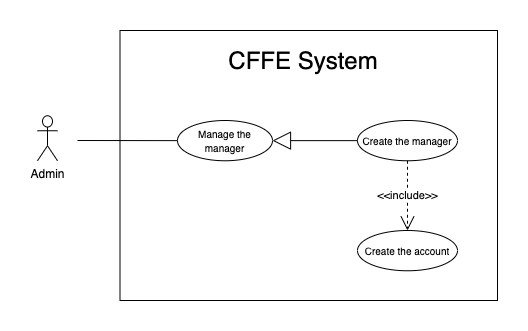 CFFE System
Manage the
manager
Create the manager
Admin
<<include>>
Create the account